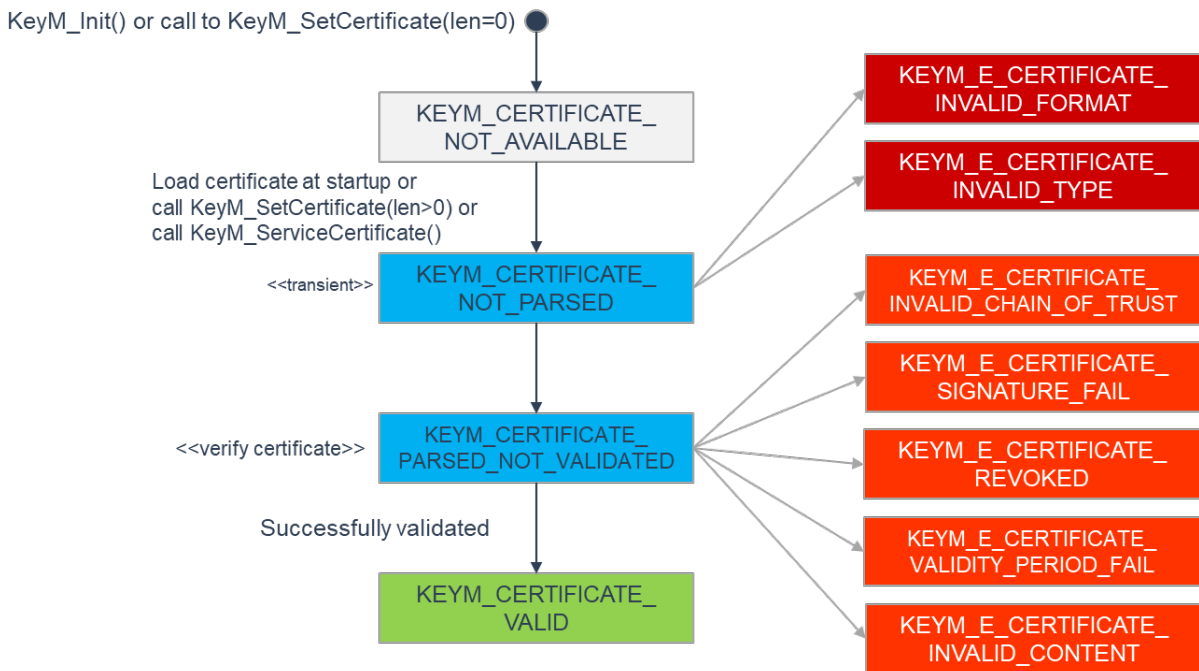 KeyM_Init() or call to KeyM_SetCertificate(len=0)
KEYM_CERTIFICATE_
NOT_AVAILABLE
Load certificate at startup or
call KeyM_SetCertificate(len>0) or
call KeyM_ServiceCertificate()
<<transient>>
KEYM_CERTIFICATE_
NOT_PARSED
<<verify certificate>>
KEYM_CERTIFICATE_
PARSED_NOT_VALIDATED
Successfully validated
KEYM_CERTIFICATE_
VALID
KEYM_E_CERTIFICATE_
INVALID_FORMAT
KEYM_E_CERTIFICATE_
INVALID_TYPE
KEYM_E_CERTIFICATE_
INVALID_CHAIN_OF_TRUST
KEYM_E_CERTIFICATE_
SIGNATURE_FAIL
KEYM_E_CERTIFICATE_
REVOKED
KEYM_E_CERTIFICATE_
VALIDITY_PERIOD_FAIL
KEYM_E_CERTIFICATE_
INVALID_CONTENT